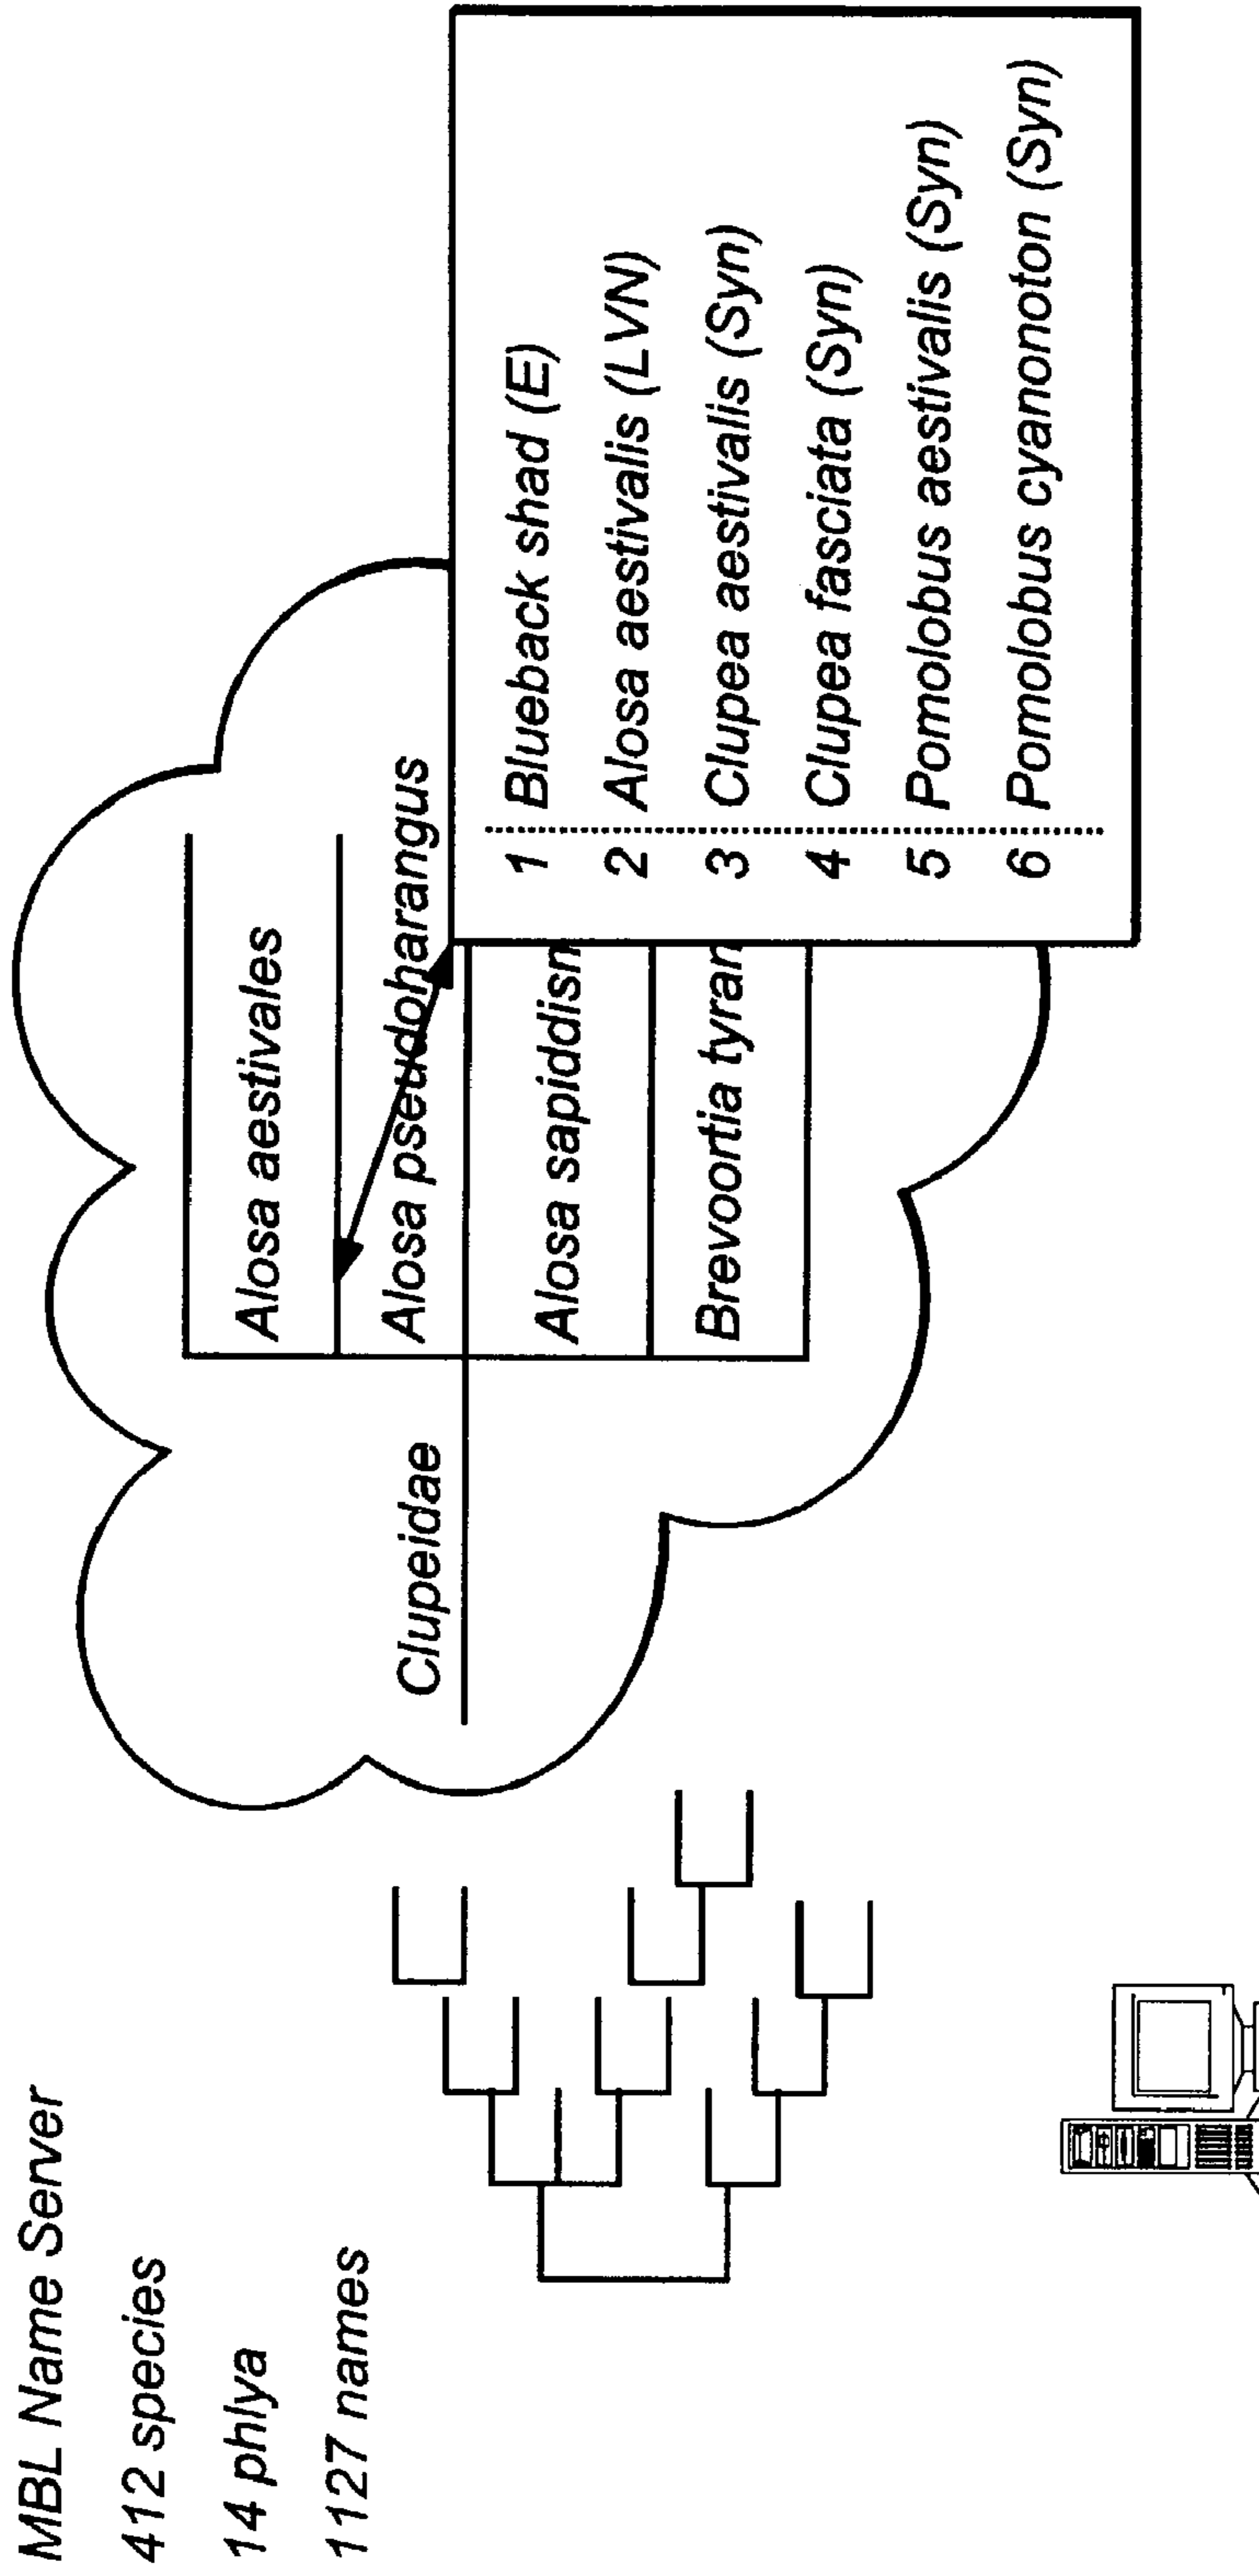 MBL Name Server
412 species
14 phlya
1127 names
Clupeidae
Alosa aestivales
Alosa pseudoharangus
Alosa sapiddisn
Brevoortia tyran
1 Blueback shad (E)
2 Alosa aestivalis (LVN)
3 Clupea aestivalis (Syn)
4 Clupea fasciata (Syn)
5 Pomolobus aestivalis (Syn)
6 Pomolobus cyanonoton (Syn)